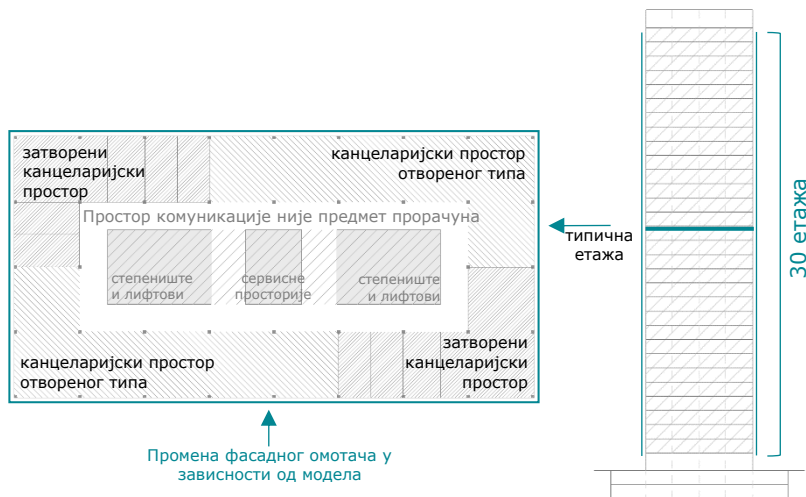 затворени
канцеларијски
простор
канцеларијски простор
отвореног типа
Простор комуникације није предмет прорачуна
степениште
и лифтови
сервисне
просторије
степениште
и лифтови
канцеларијски простор
отвореног типа
затворени
канцеларијски
простор
Промена фасадног омотача у
зависности од модела
типична
етажа
30 етажа